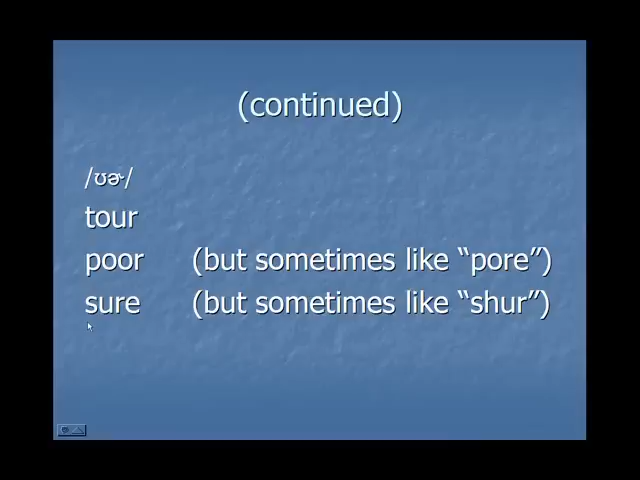 (continued)
/ʊɚ/
tour
poor (but sometimes like “pore”)
sure (but sometimes like “shur”)